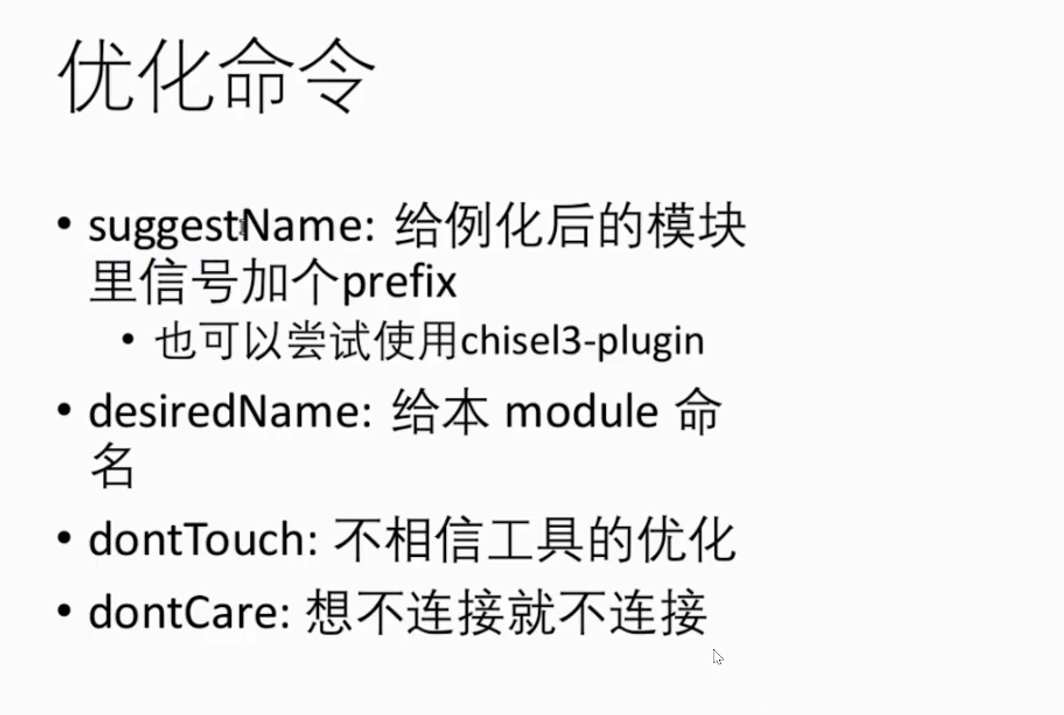 优化命令
• suggestName: 给例化后的模块
里信号加个prefix
• 也可以尝试使用chisel3-plugin
• desiredName: 给本 module 命
名
• dontTouch: 不相信工具的优化
• dontCare: 想不连接就不连接